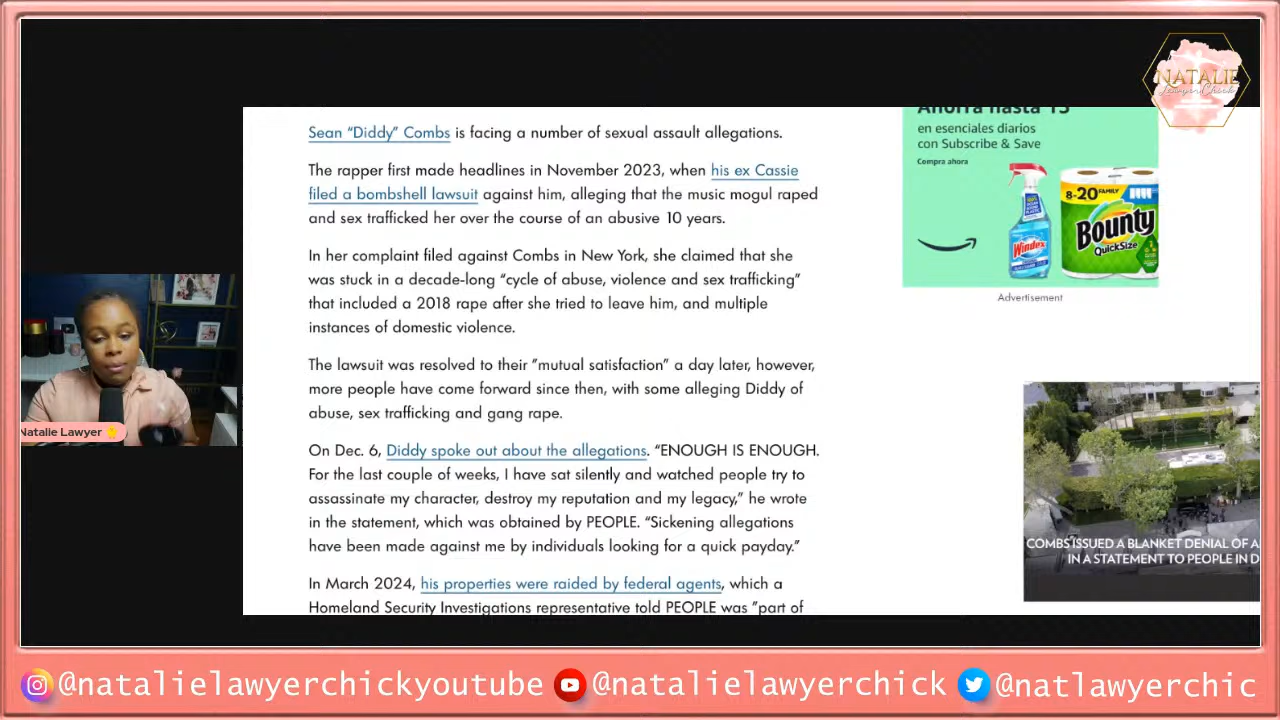 NATALIE
LawyerChick
Ahorra hasta 15
en esenciales diarios
con Subscribe & Save
Compra ahora
8=20 FAMILY
Bounty
QuickSize
Windex
Advertisement
Sean “Diddy” Combs is facing a number of sexual assault allegations.
The rapper first made headlines in November 2023, when his ex Cassie
filed a bombshell lawsuit against him, alleging that the music mogul raped
and sex trafficked her over the course of an abusive 10 years.
In her complaint filed against Combs in New York, she claimed that she
was stuck in a decade-long “cycle of abuse, violence and sex trafficking”
that included a 2018 rape after she tried to leave him, and multiple
instances of domestic violence.
The lawsuit was resolved to their ”mutual satisfaction” a day later, however,
more people have come forward since then, with some alleging Diddy of
abuse, sex trafficking and gang rape.
On Dec. 6, Diddy spoke out about the allegations. “ENOUGH IS ENOUGH.
For the last couple of weeks, I have sat silently and watched people try to
assassinate my character, destroy my reputation and my legacy,” he wrote
in the statement, which was obtained by PEOPLE. “Sickening allegations
have been made against me by individuals looking for a quick payday.”
In March 2024, his properties were raided by federal agents, which a
Homeland Security Investigations representative told PEOPLE was ”part of
COMBS ISSUED A BLANKET DENIAL OF A
IN A STATEMENT TO PEOPLE IN D
Natalie Lawyer
@natalielawyerchickyoutube
@natalielawyerchick
@natlawyerchic